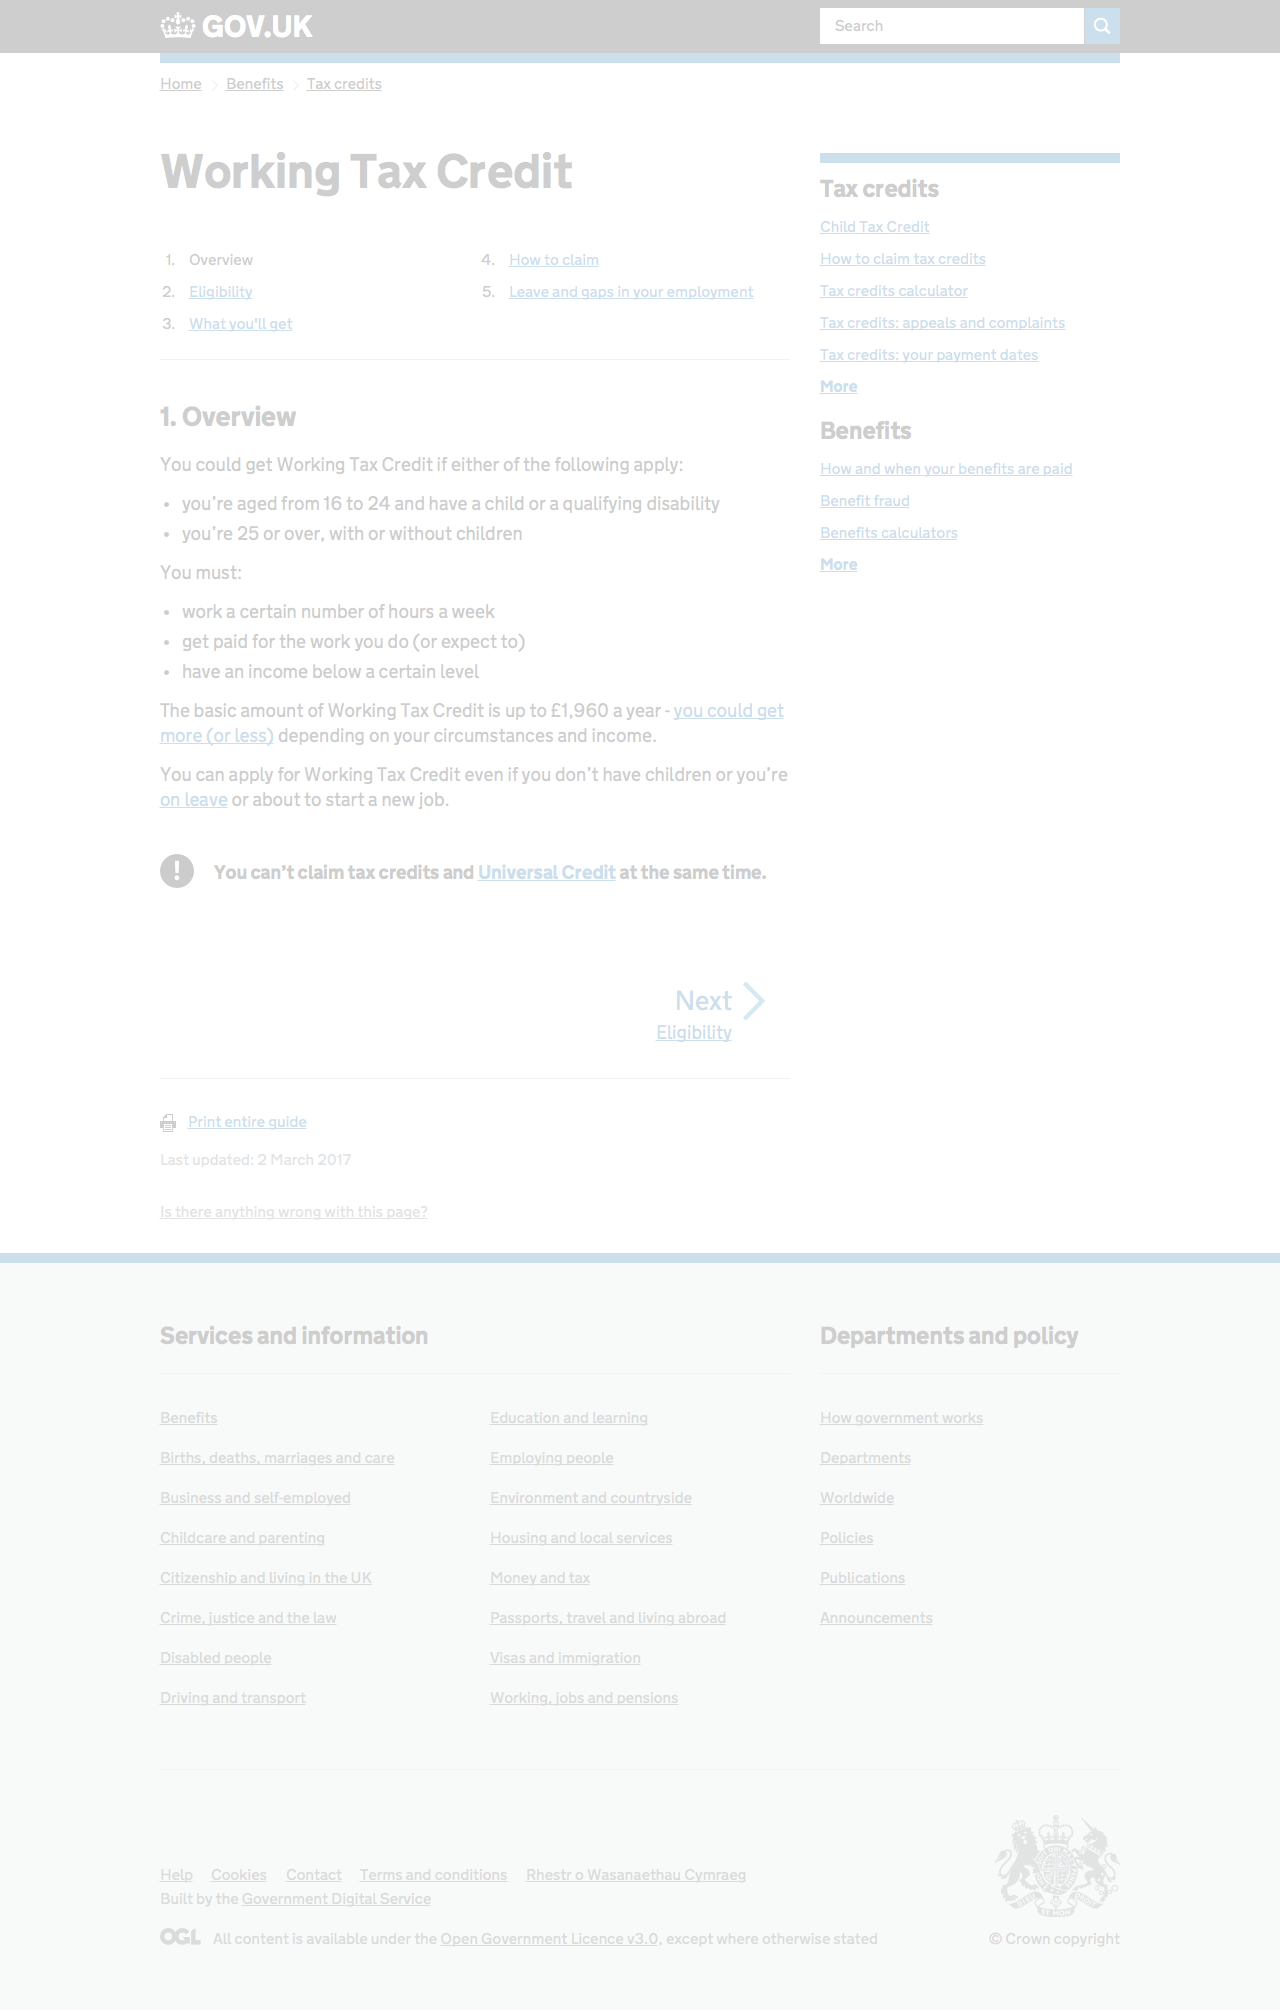 GOV.UK
Search
Home
Benefits
Tax credits
Working Tax Credit
1. Overview
2. Eligibility
3. What you'll get
4. How to claim
5. Leave and gaps in your employment
1. Overview
You could get Working Tax Credit if either of the following apply:
• you’re aged from 16 to 24 and have a child or a qualifying disability
• you’re 25 or over, with or without children
You must:
• work a certain number of hours a week
• get paid for the work you do (or expect to)
• have an income below a certain level
The basic amount of Working Tax Credit is up to £1,960 a year - you could get
more (or less) depending on your circumstances and income.
You can apply for Working Tax Credit even if you don’t have children or you’re
on leave or about to start a new job.
You can’t claim tax credits and Universal Credit at the same time.
Next
Eligibility
Print entire guide
Last updated: 2 March 2017
Is there anything wrong with this page?
Tax credits
Child Tax Credit
How to claim tax credits
Tax credits calculator
Tax credits: appeals and complaints
Tax credits: your payment dates
More
Benefits
How and when your benefits are paid
Benefit fraud
Benefits calculators
More
Services and information
Benefits
Births, deaths, marriages and care
Business and self-employed
Childcare and parenting
Citizenship and living in the UK
Crime, justice and the law
Disabled people
Driving and transport
Education and learning
Employing people
Environment and countryside
Housing and local services
Money and tax
Passports, travel and living abroad
Visas and immigration
Working, jobs and pensions
Departments and policy
How government works
Departments
Worldwide
Policies
Publications
Announcements
Help
Cookies
Contact
Terms and conditions
Rhestr o Wasanaethau Cymraeg
Built by the Government Digital Service
OGL
All content is available under the Open Government Licence v3.0, except where otherwise stated
© Crown copyright